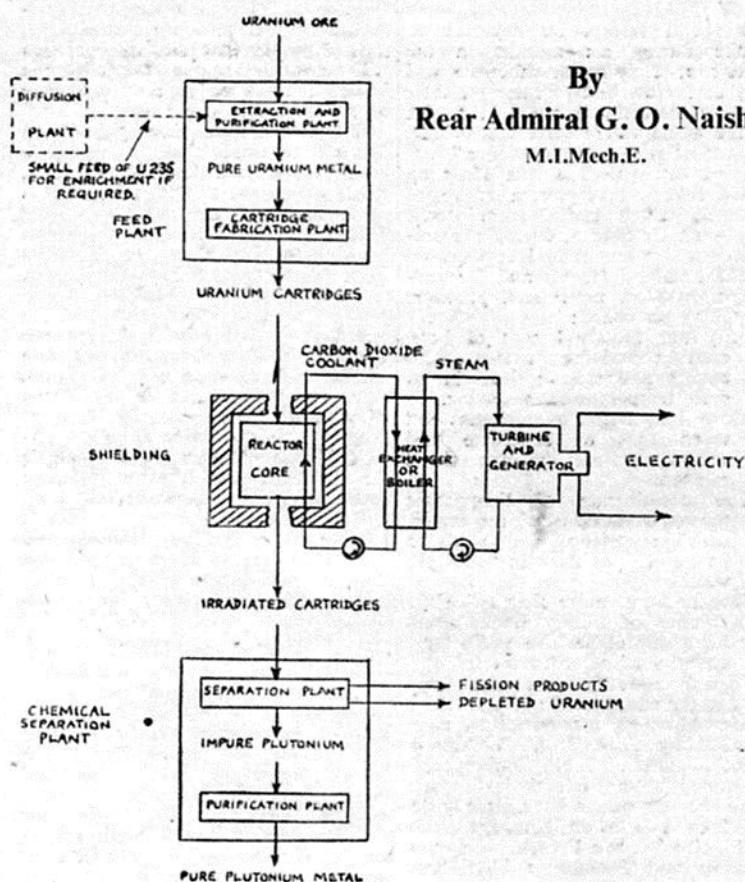 URANIUM ORE
By
Rear Admiral G. O. Naish
M.I.Mech.E.
DIFFUSION
PLANT
EXTRACTION AND
PURIFICATION PLANT
SMALL FEED OF U235
FOR ENRICHMENT IF
REQUIRED.
PURE URANIUM METAL
FEED
PLANT
CARTRIDGE
FABRICATION PLANT
URANIUM CARTRIDGES
CARBON DIOXIDE
COOLANT
STEAM
SHIELDING
REACTOR
CORE
HEAT
EXCHANGER
OR
BOILER
TURBINE
AND
GENERATOR
ELECTRICITY
IRRADIATED CARTRIDGES
CHEMICAL
SEPARATION
PLANT
SEPARATION PLANT
FISSION PRODUCTS
DEPLETED URANIUM
IMPURE PLUTONIUM
PURIFICATION PLANT
PURE PLUTONIUM METAL